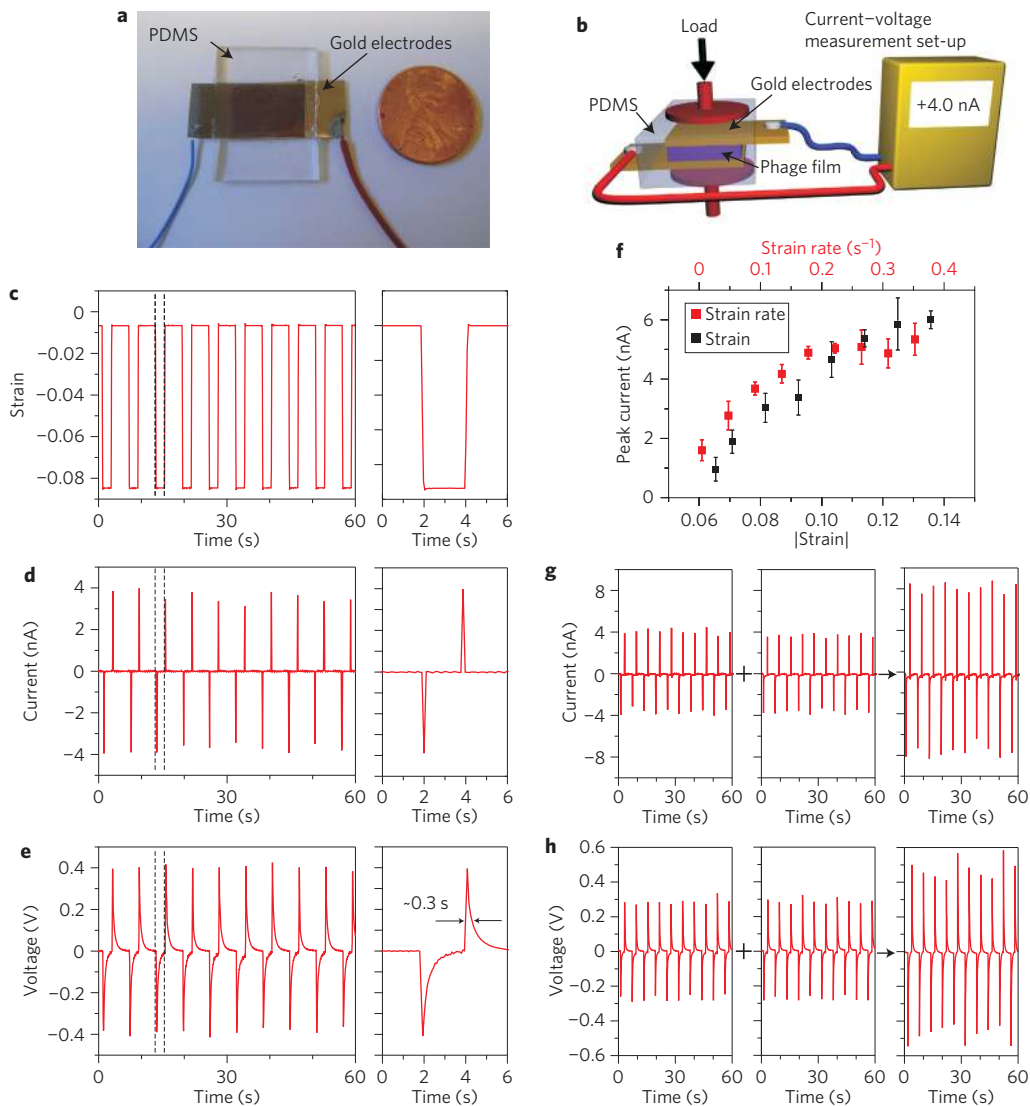 a
PDMS
Gold electrodes
b
Load
Current–voltage
measurement set-up
Gold electrodes
PDMS
+4.0 nA
Phage film
c
0
−0.02
−0.04
−0.06
−0.08
Strain
0 30 60
Time (s)
0 2 4 6
Time (s)
f
Strain rate (s⁻¹)
0 0.1 0.2 0.3 0.4
Strain rate
Strain
6
4
2
0
Peak current (nA)
0.06 0.08 0.10 0.12 0.14
|Strain|
d
4
2
0
−2
−4
Current (nA)
0 30 60
Time (s)
0 2 4 6
Time (s)
g
8
4
0
−4
−8
Current (nA)
+
0 30 60
Time (s)
0 30 60
Time (s)
0 30 60
Time (s)
e
0.4
0.2
0
−0.2
−0.4
Voltage (V)
~0.3 s
0 30 60
Time (s)
0 2 4 6
Time (s)
h
0.6
0.4
0.2
0
−0.2
−0.4
−0.6
Voltage (V)
+
0 30 60
Time (s)
0 30 60
Time (s)
0 30 60
Time (s)